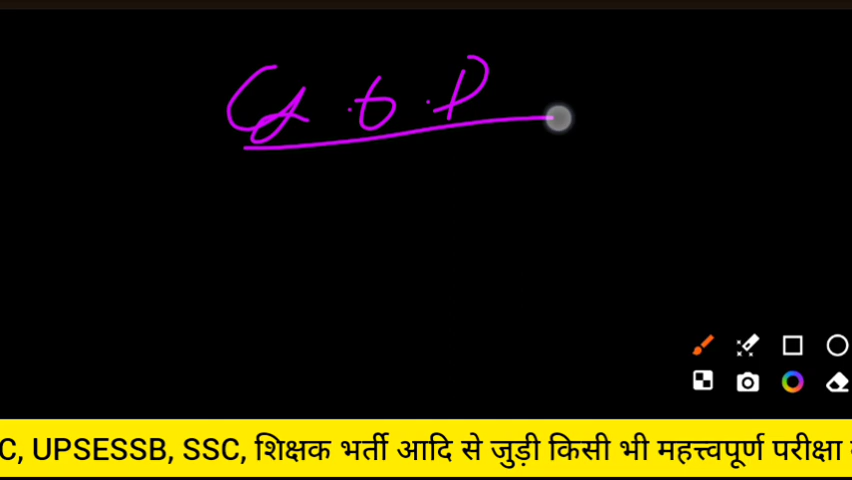 G.D.P
C, UPSESSB, SSC, शिक्षक भर्ती आदि से जुड़ी किसी भी महत्त्वपूर्ण परीक्षा